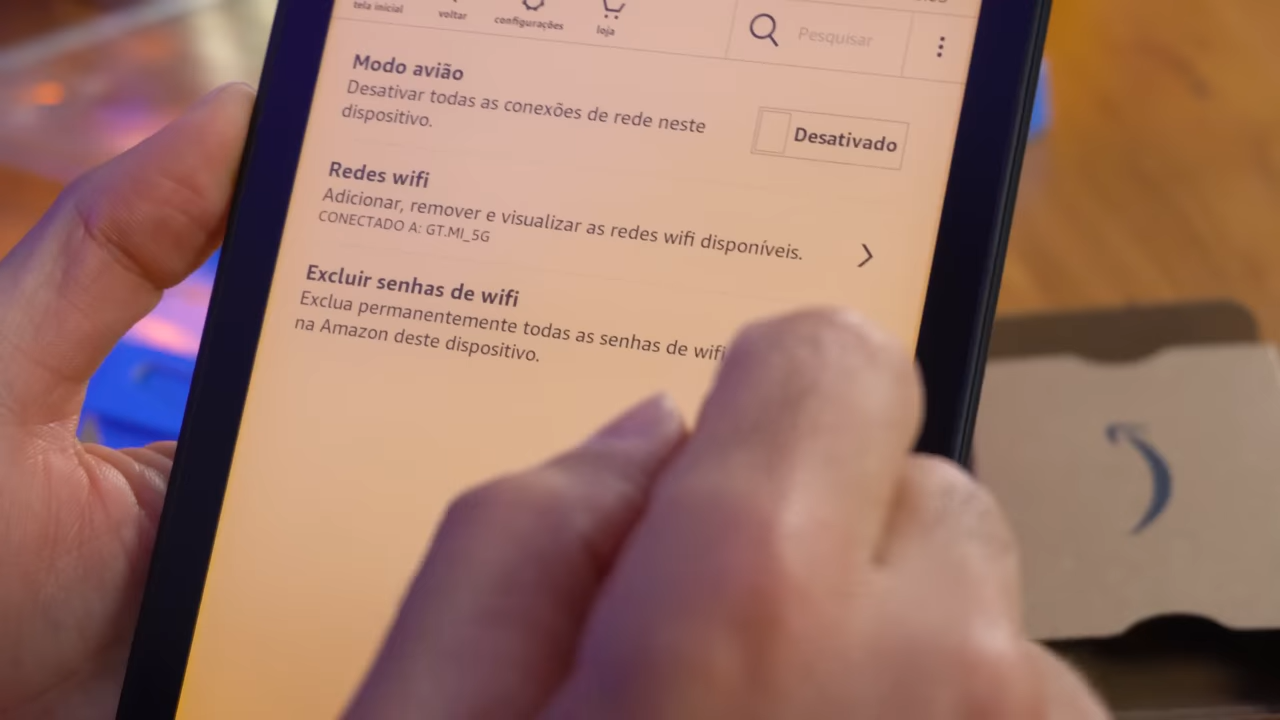 tela inicial
voltar
configurações
loja
Pesquisar
Modo avião
Desativar todas as conexões de rede neste
dispositivo.
Desativado
Redes wifi
Adicionar, remover e visualizar as redes wifi disponíveis.
CONECTADO A: GT.MI_5G
Excluir senhas de wifi
Exclua permanentemente todas as senhas de wifi
na Amazon deste dispositivo.